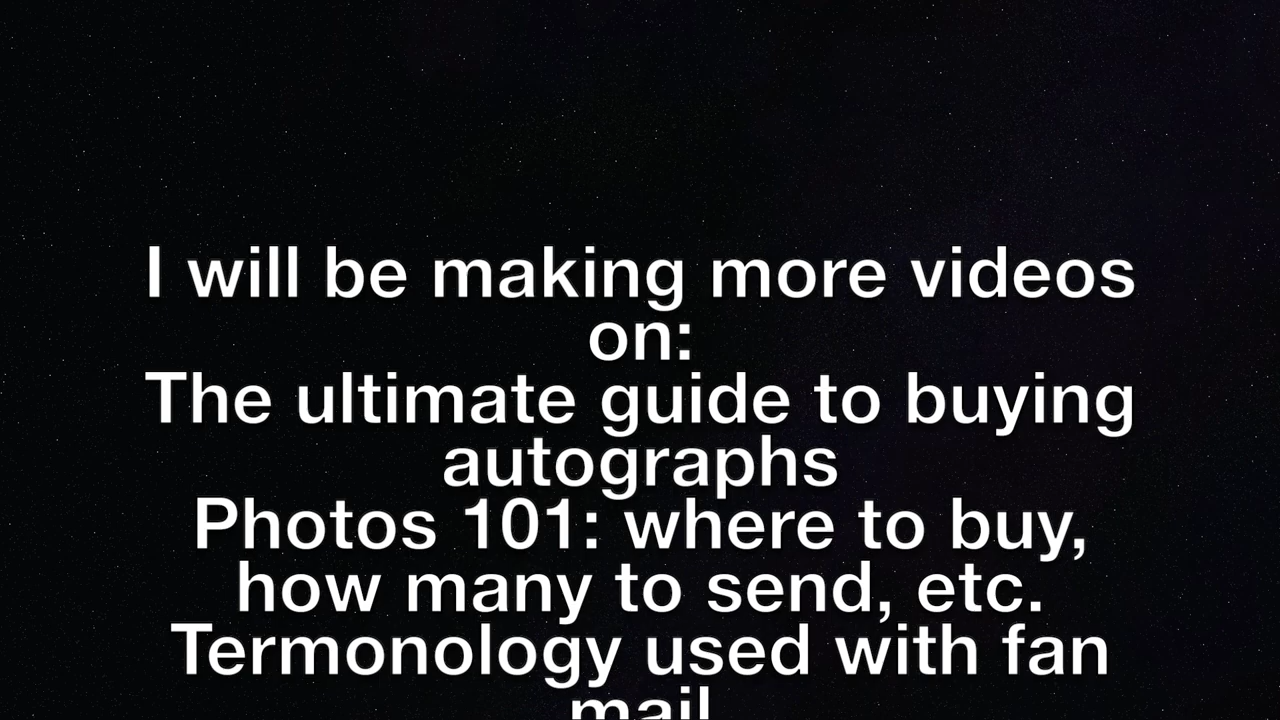 I will be making more videos
on:
The ultimate guide to buying
autographs
Photos 101: where to buy,
how many to send, etc.
Termonology used with fan
mail